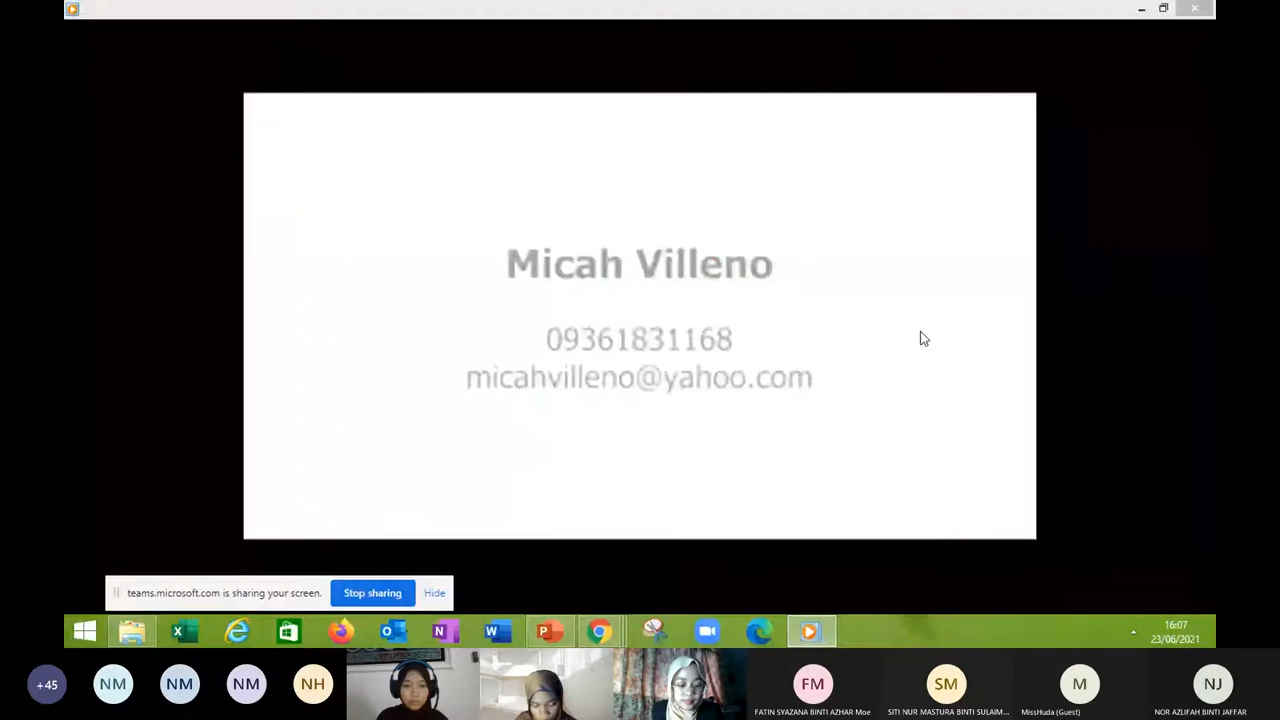 Micah Villeno
09361831168
micahvilleno@yahoo.com
teams.microsoft.com is sharing your screen.
Stop sharing
Hide
16:07
23/06/2021
+45
NM
NM
NM
NH
FM
SM
M
NJ
FATIN SYAZANA BINTI AZHAR Moe
SITI NUR MASTURA BINTI SULAIM...
MissHuda (Guest)
NOR AZLIFAH BINTI JAFFAR